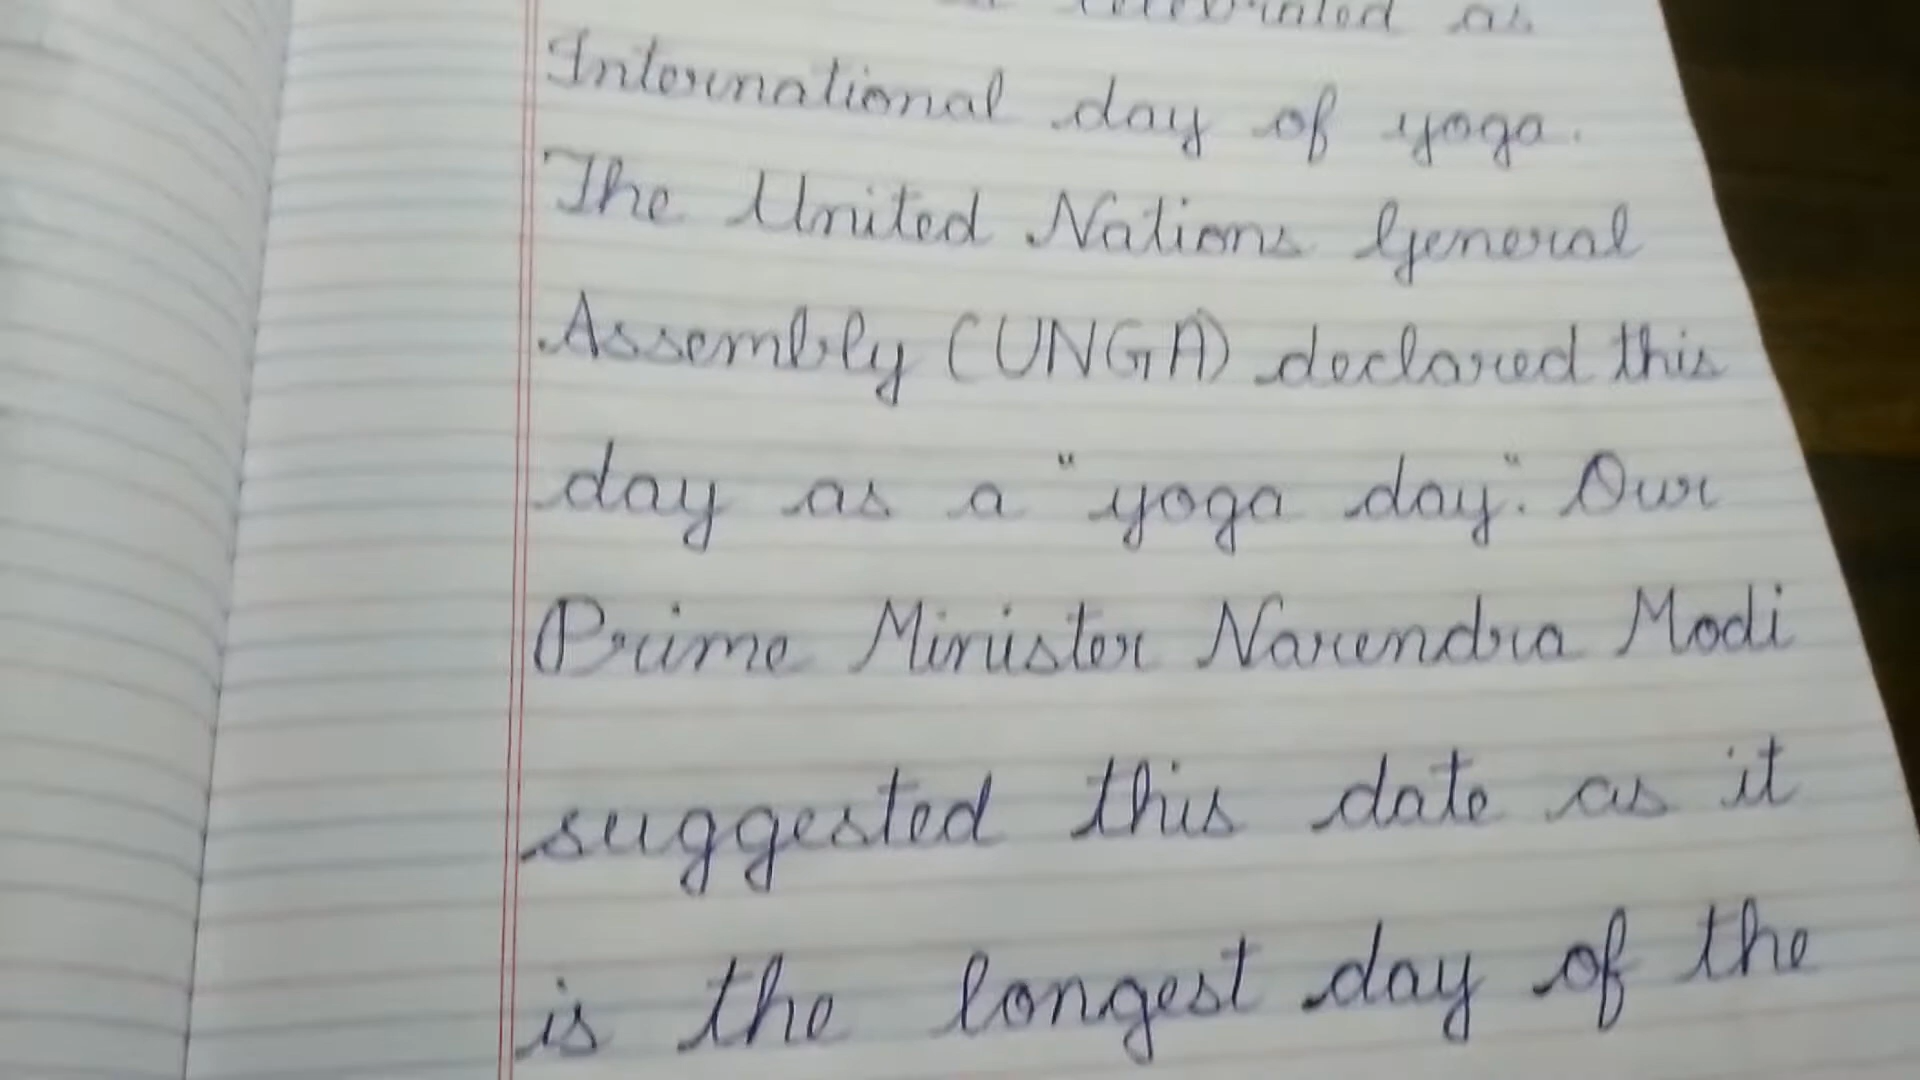 as
International day of yoga.
The United Nations General
Assembly (UNGA) declared this
day as a "yoga day". Our
Prime Minister Narendra Modi
suggested this date as it
is the longest day of the